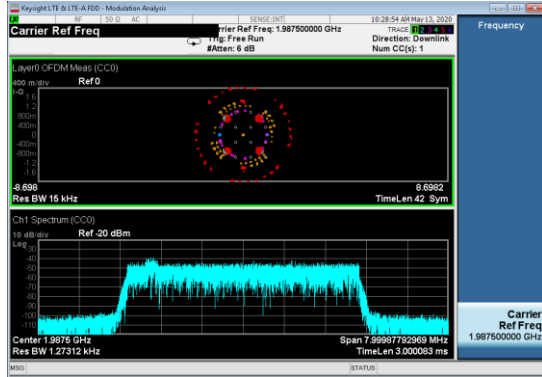 Keysight LTE & LTE-A FDD - Modulation Analysis
RF 50 Ω AC SENSE:INT 10:28:54 AM May 13, 2020
Carrier Ref Freq
rrier Ref Freq: 1.987500000 GHz
Trig: Free Run
#Atten: 6 dB
TRACE 1 2 3 4 5 6
Direction: Downlink
Num CC(s): 1
Frequency
Layer0 OFDM Meas (CC0)
400 m/div Ref 0
I-Q
1.6
1.2
800m
400m
0
-400m
-800m
-1.2
-1.6
-8.698 8.6982
Res BW 15 kHz TimeLen 42 Sym
Ch1 Spectrum (CC0)
10 dB/div Ref -20 dBm
Log
-30
-40
-50
-60
-70
-80
-90
-100
-110
Center 1.9875 GHz Span 7.99987792969 MHz
Res BW 1.27312 kHz TimeLen 3.000083 ms
Carrier
Ref Freq
1.987500000 GHz
MSG STATUS